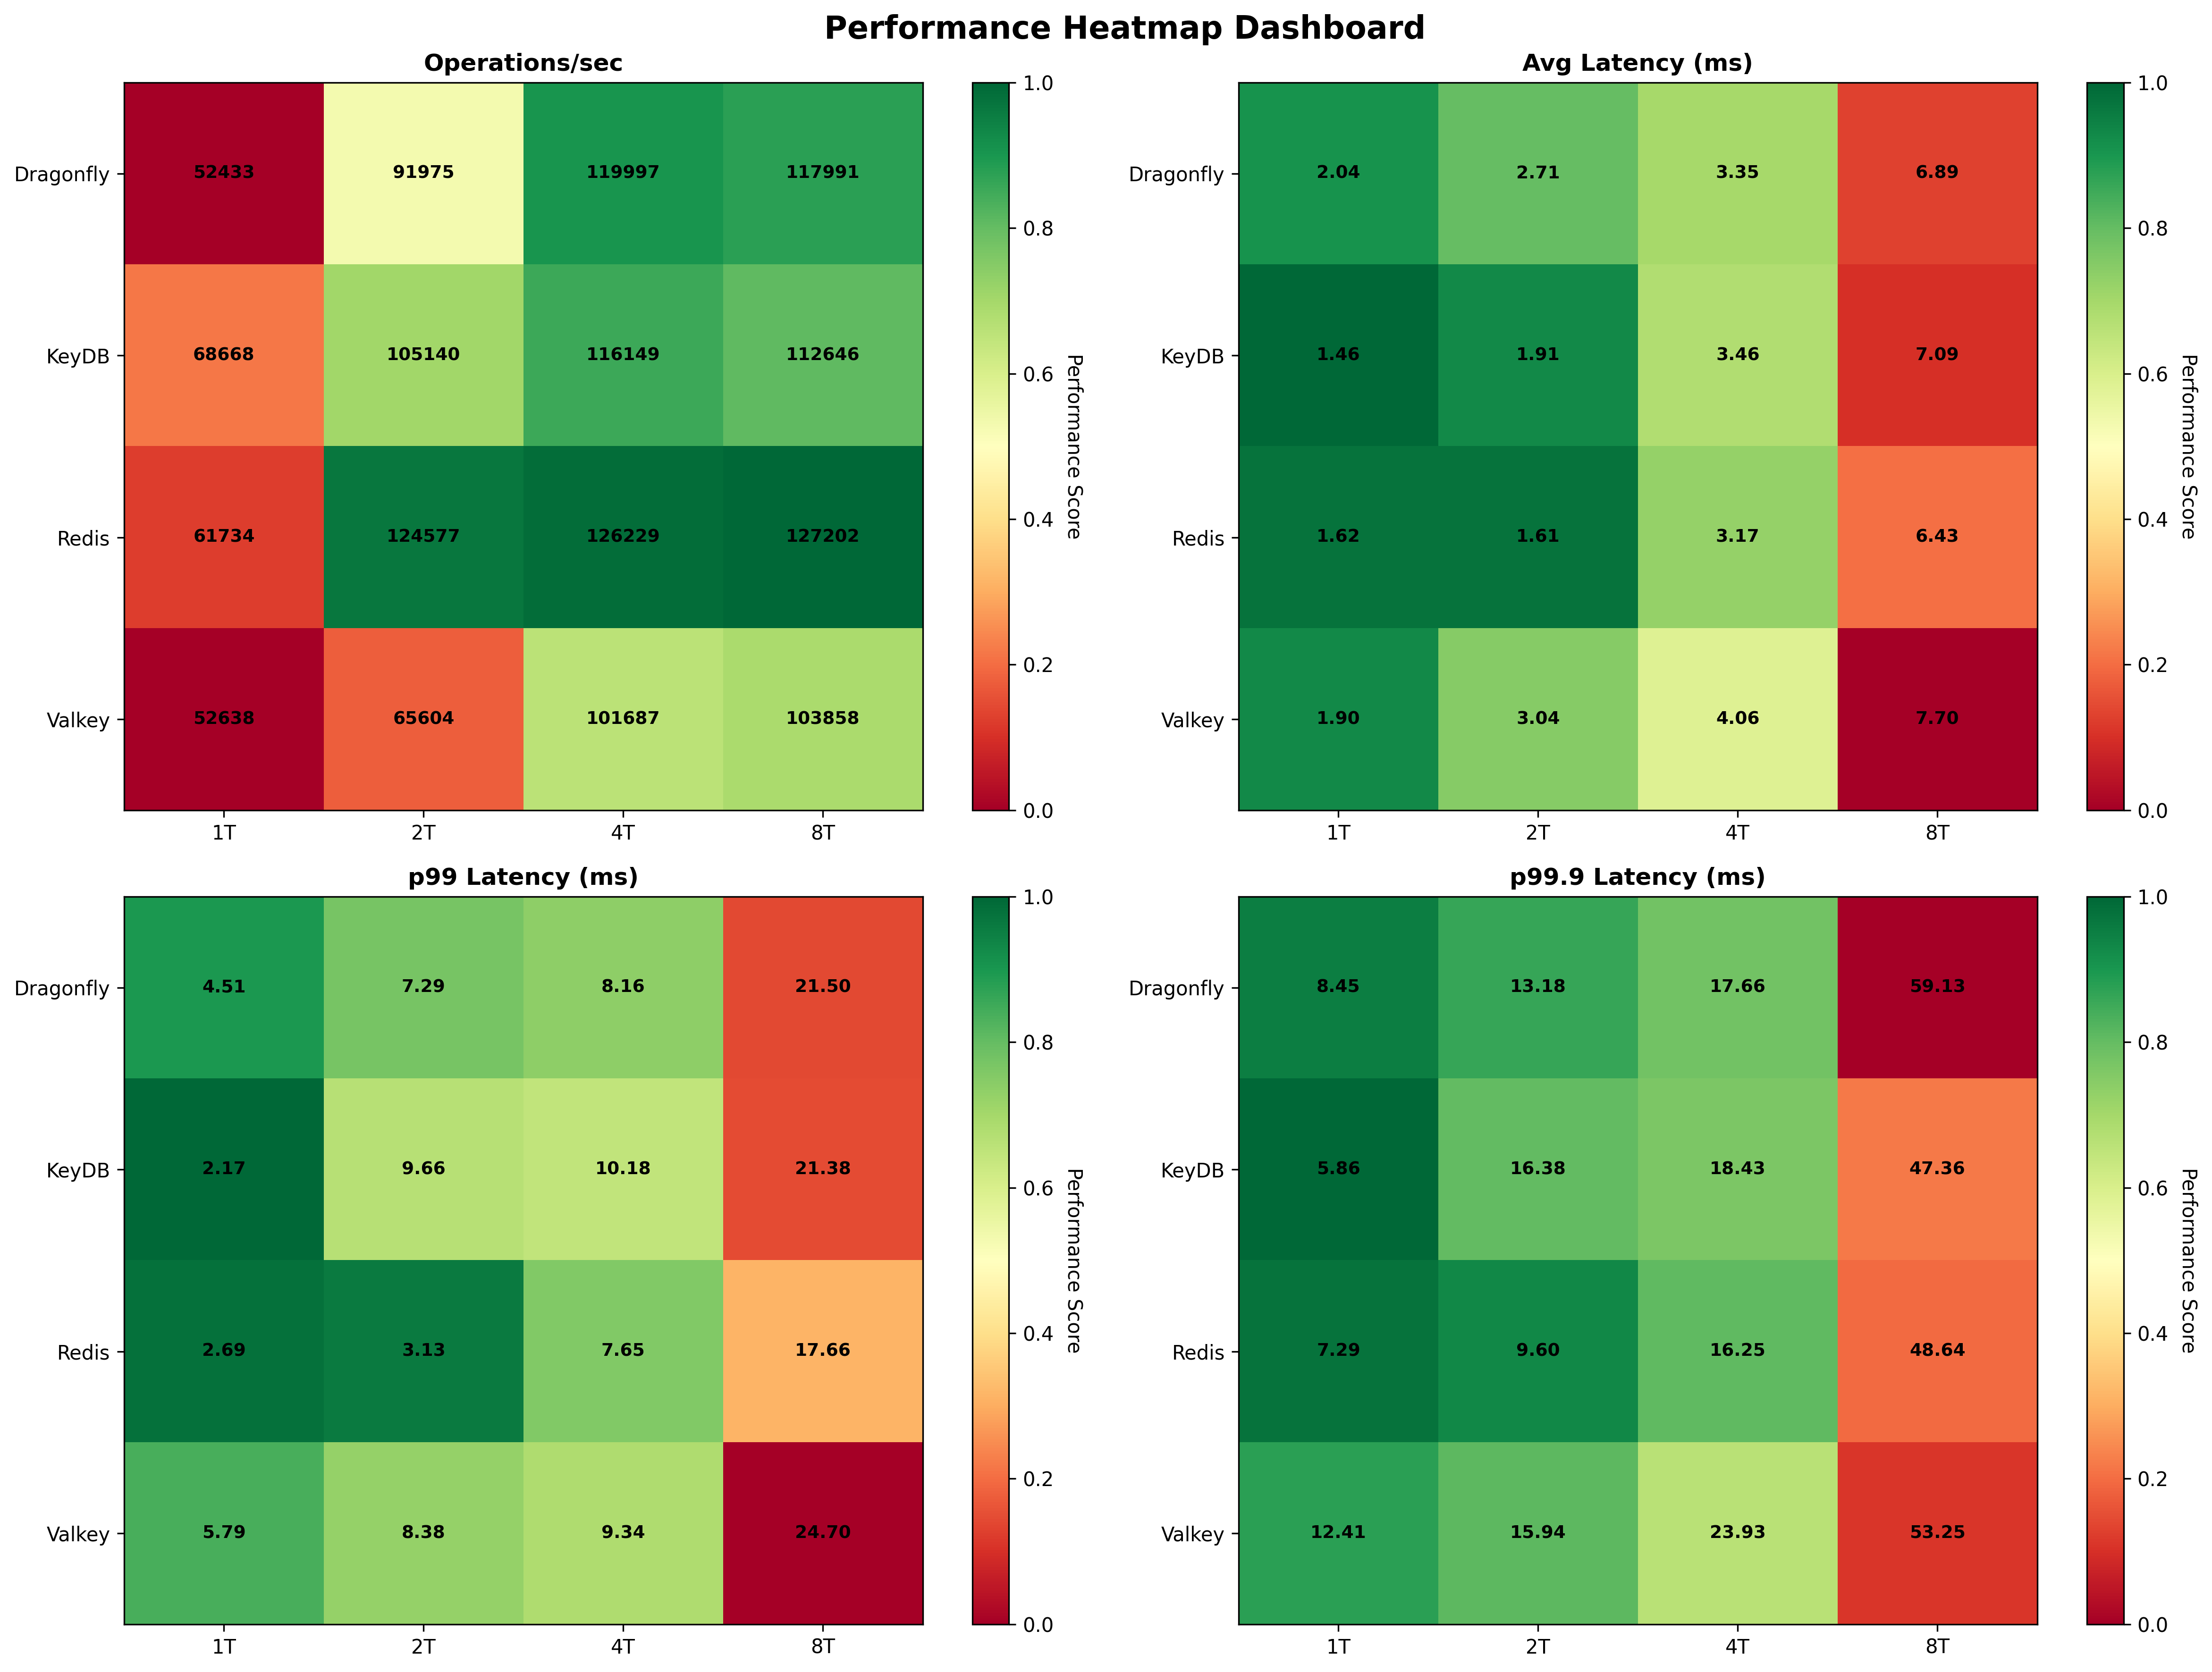 Performance Heatmap Dashboard
Operations/sec
1.0
Dragonfly 52433 91975 119997 117991
0.8
KeyDB 68668 105140 116149 112646
0.6
Performance Score
0.4
Redis 61734 124577 126229 127202
0.2
Valkey 52638 65604 101687 103858
0.0
1T 2T 4T 8T
Avg Latency (ms)
1.0
Dragonfly 2.04 2.71 3.35 6.89
0.8
KeyDB 1.46 1.91 3.46 7.09
0.6
Performance Score
0.4
Redis 1.62 1.61 3.17 6.43
0.2
Valkey 1.90 3.04 4.06 7.70
0.0
1T 2T 4T 8T
p99 Latency (ms)
1.0
Dragonfly 4.51 7.29 8.16 21.50
0.8
KeyDB 2.17 9.66 10.18 21.38
0.6
Performance Score
0.4
Redis 2.69 3.13 7.65 17.66
0.2
Valkey 5.79 8.38 9.34 24.70
0.0
1T 2T 4T 8T
p99.9 Latency (ms)
1.0
Dragonfly 8.45 13.18 17.66 59.13
0.8
KeyDB 5.86 16.38 18.43 47.36
0.6
Performance Score
0.4
Redis 7.29 9.60 16.25 48.64
0.2
Valkey 12.41 15.94 23.93 53.25
0.0
1T 2T 4T 8T